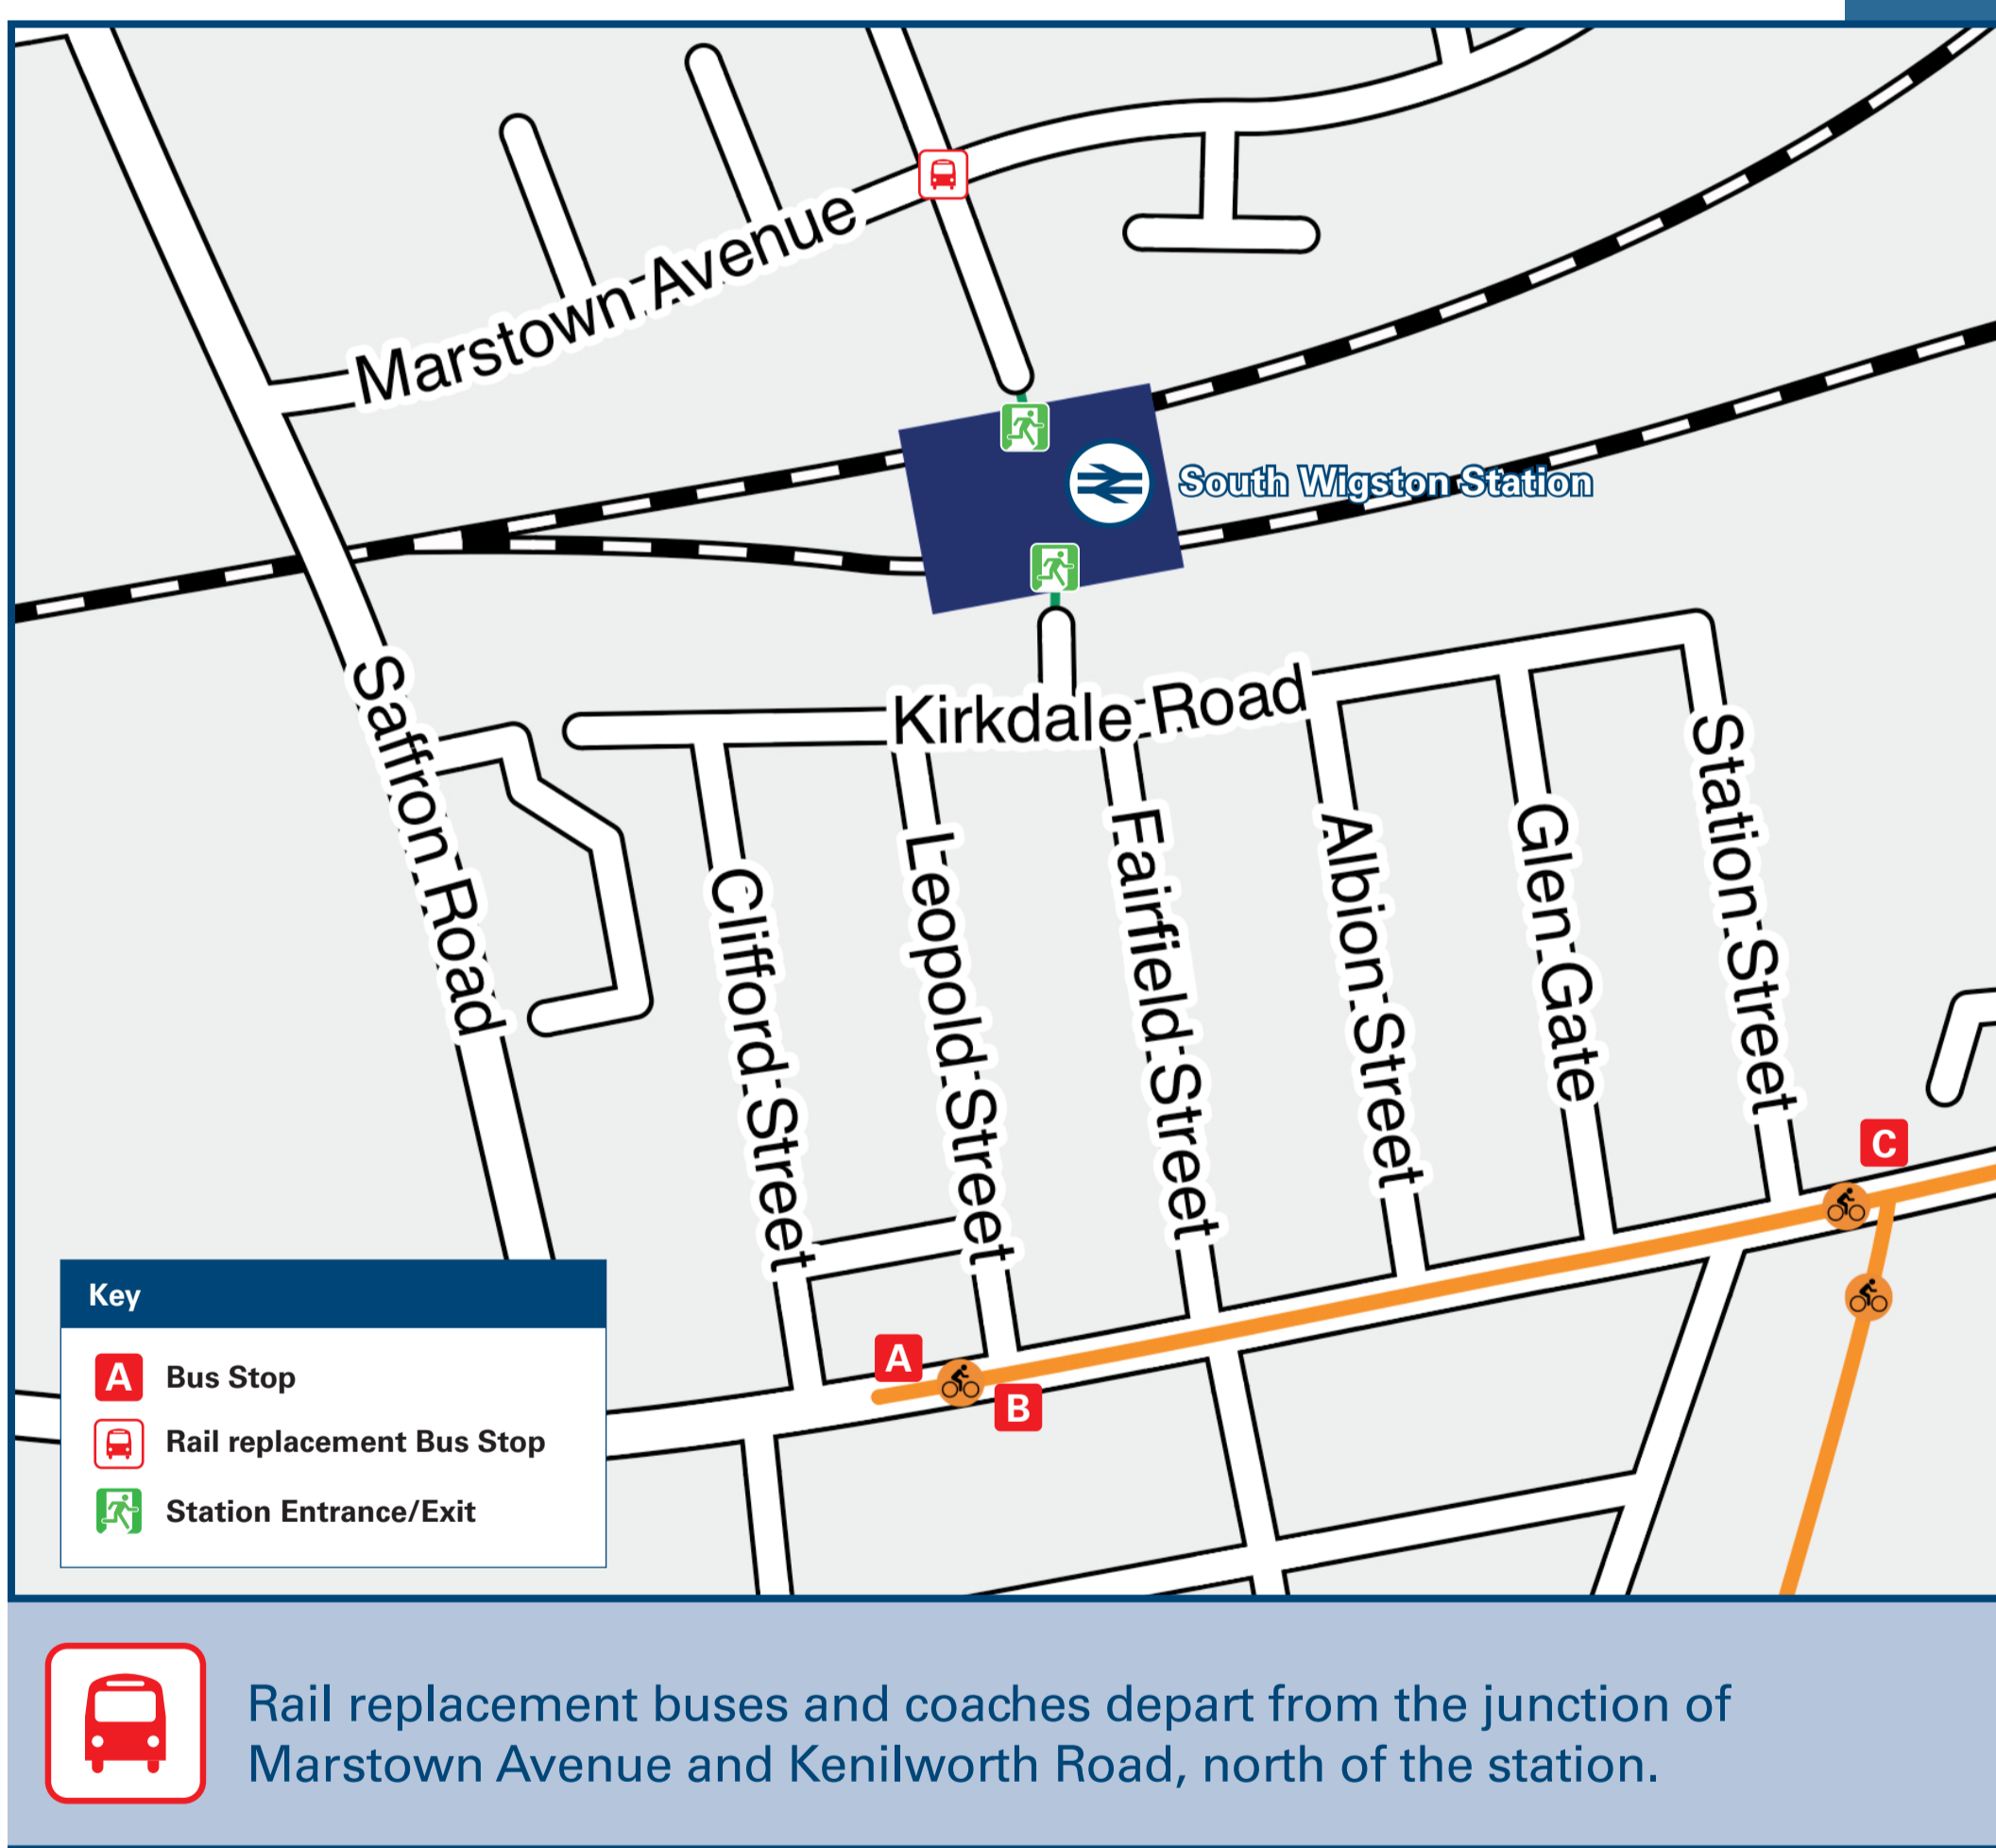 Marstown Avenue
South Wigston Station
Kirkdale Road
Saffron Road
Clifford Street
Leopold Street
Fairfield Street
Albion Street
Glen Gate
Station Street
C
A
B
Key
A Bus Stop
Rail replacement Bus Stop
Station Entrance/Exit
Rail replacement buses and coaches depart from the junction of
Marstown Avenue and Kenilworth Road, north of the station.